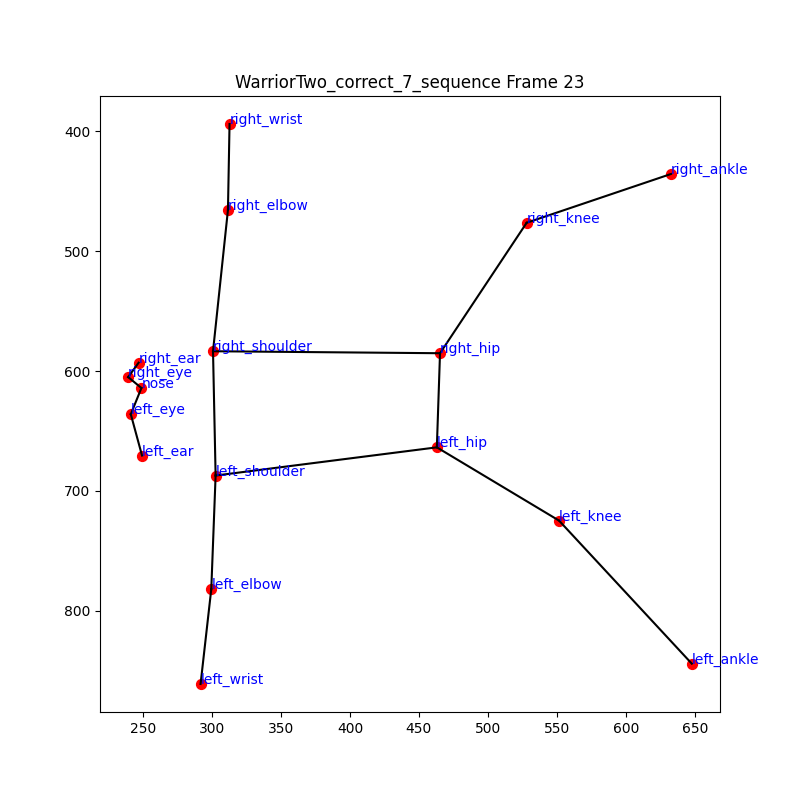 WarriorTwo_correct_7_sequence Frame 23
400
right_wrist
right_ankle
right_elbow
right_knee
500
right_shoulder
right_hip
right_ear
600
right_eye
nose
left_eye
left_hip
left_ear
left_shoulder
700
left_knee
left_elbow
800
left_ankle
left_wrist
250 300 350 400 450 500 550 600 650